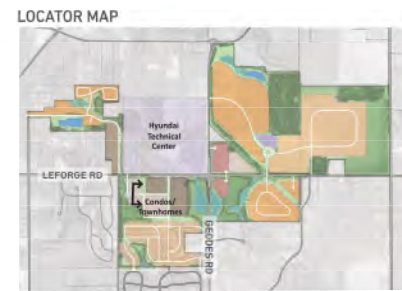 LOCATOR MAP
Hyundai
Technical
Center
LEFORGE RD
Condos/
Townhomes
GEDDES RD